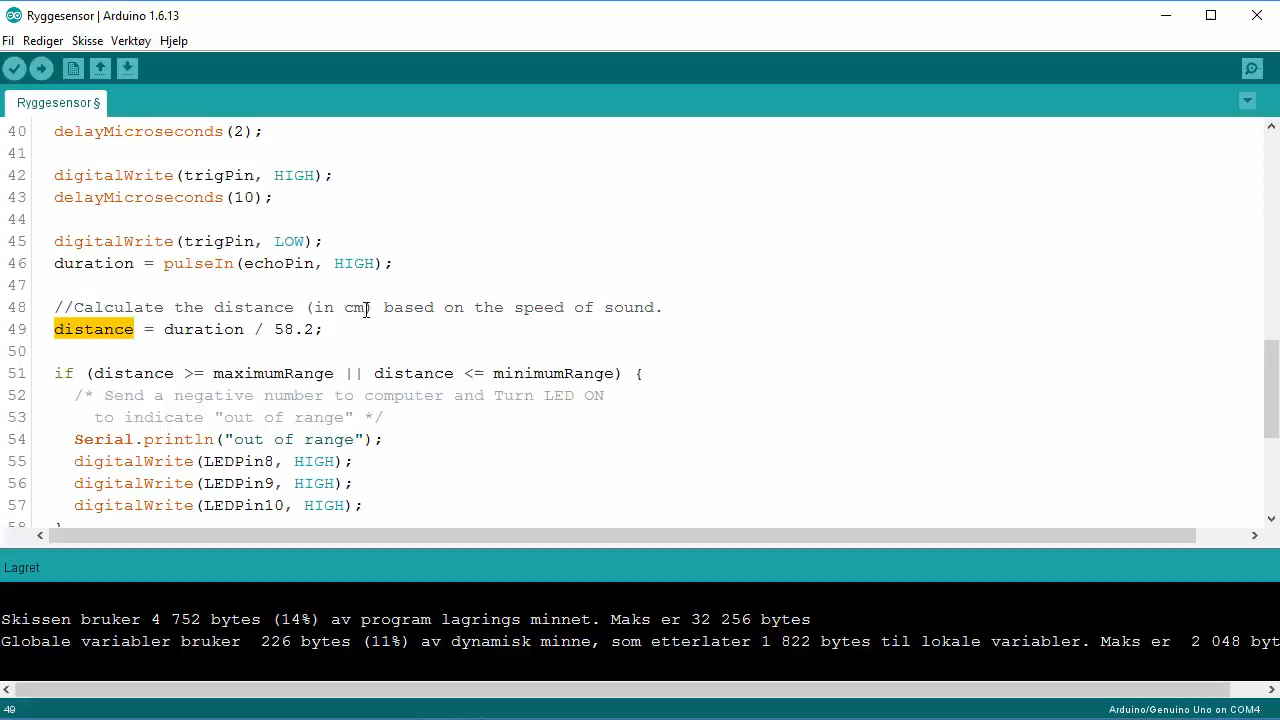 Ryggesensor | Arduino 1.6.13
Fil Rediger Skisse Verktøy Hjelp
Ryggesensor §
40 delayMicroseconds(2);
41
42 digitalWrite(trigPin, HIGH);
43 delayMicroseconds(10);
44
45 digitalWrite(trigPin, LOW);
46 duration = pulseIn(echoPin, HIGH);
47
48 //Calculate the distance (in cm) based on the speed of sound.
49 distance = duration / 58.2;
50
51 if (distance >= maximumRange || distance <= minimumRange) {
52 /* Send a negative number to computer and Turn LED ON
53 to indicate "out of range" */
54 Serial.println("out of range");
55 digitalWrite(LEDPin8, HIGH);
56 digitalWrite(LEDPin9, HIGH);
57 digitalWrite(LEDPin10, HIGH);
58 }
Lagret
Skissen bruker 4 752 bytes (14%) av program lagrings minnet. Maks er 32 256 bytes
Globale variabler bruker 226 bytes (11%) av dynamisk minne, som etterlater 1 822 bytes til lokale variabler. Maks er 2 048 byt
49 Arduino/Genuino Uno on COM4